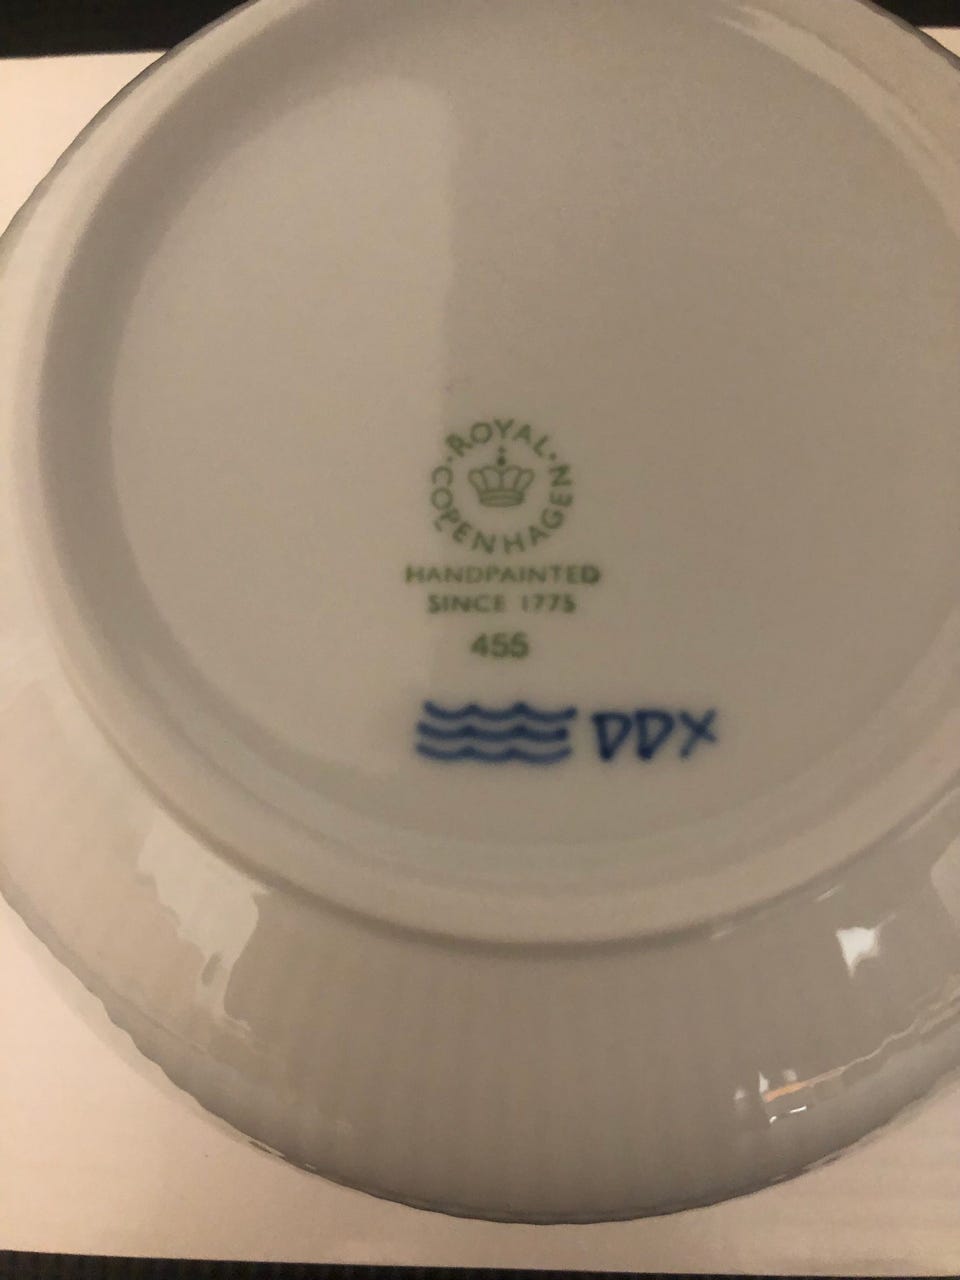 ROYAL · COPENHAGEN ·
HANDPAINTED
SINCE 1775
455
DDX